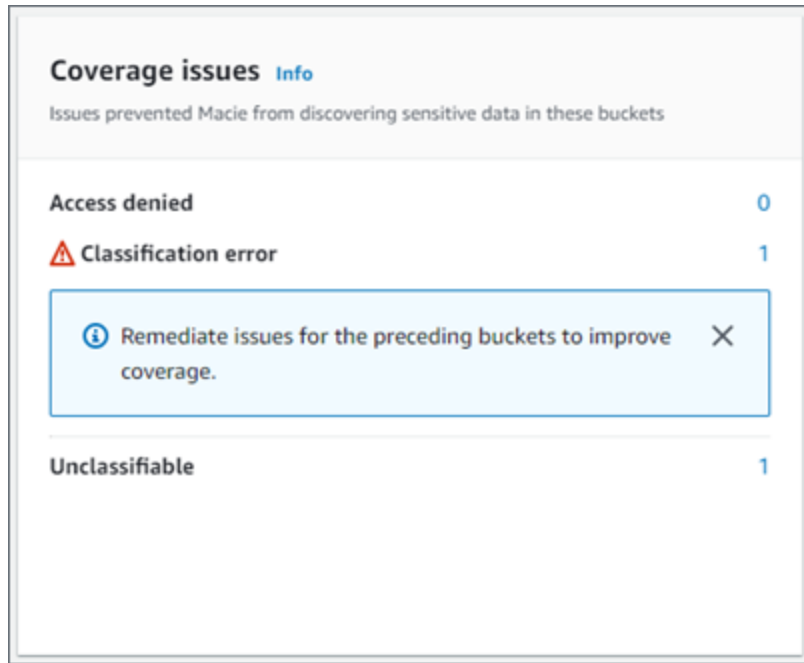 Coverage issues Info
Issues prevented Macie from discovering sensitive data in these buckets
Access denied 0
Classification error 1
Remediate issues for the preceding buckets to improve
coverage.
Unclassifiable 1